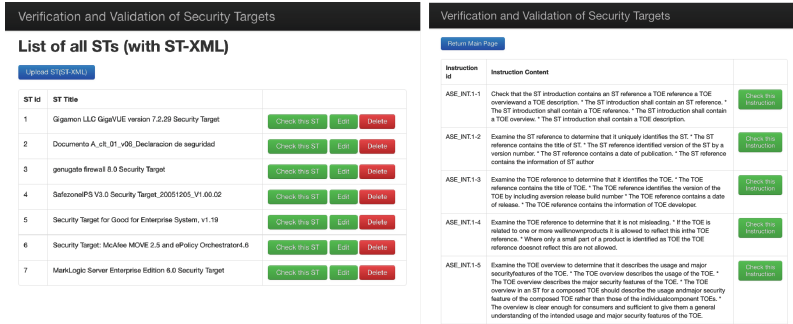 Verification and Validation of Security Targets
List of all STs (with ST-XML)
Upload ST(ST-XML)
ST Id ST Title
1 Gigamon LLC GigaVUE version 7.2.29 Security Target Check this ST Edit Delete
2 Documento A_clt_01_v06_Declaracion de seguridad Check this ST Edit Delete
3 genugate firewall 8.0 Security Target Check this ST Edit Delete
4 SafezoneIPS V3.0 Security Target_20051205_V1.00.02 Check this ST Edit Delete
5 Security Target for Good for Enterprise System, v1.19 Check this ST Edit Delete
6 Security Target: McAfee MOVE 2.5 and ePolicy Orchestrator4.6 Check this ST Edit Delete
7 MarkLogic Server Enterprise Edition 6.0 Security Target Check this ST Edit Delete
Verification and Validation of Security Targets
Return Main Page
Instruction
id
Instruction Content
ASE_INT.1-1
Check that the ST introduction contains an ST reference a TOE reference a TOE
overviewand a TOE description. * The ST introduction shall contain an ST reference. *
The ST introduction shall contain a TOE reference. * The ST introduction shall contain
a TOE overview. * The ST introduction shall contain a TOE description.
Check this
Instruction
ASE_INT.1-2
Examine the ST reference to determine that it uniquely identifies the ST. * The ST
reference contains the title of ST. * The ST reference identified version of the ST by a
version number. * The ST reference contains a date of publication. * The ST reference
contains the information of ST author
Check this
Instruction
ASE_INT.1-3
Examine the TOE reference to determine that it identifies the TOE. * The TOE
reference contains the title of TOE. * The TOE reference identifies the version of the
TOE by including aversion release build number * The TOE reference contains a date
of release. * The TOE reference contains the information of TOE developer.
Check this
Instruction
ASE_INT.1-4
Examine the TOE reference to determine that it is not misleading. * If the TOE is
related to one or more wellknownproducts it is allowed to reflect this inthe TOE
reference. * Where only a small part of a product is identified as TOE the TOE
reference doesnot reflect this are not allowed.
Check this
Instruction
ASE_INT.1-5
Examine the TOE overview to determine that it describes the usage and major
securityfeatures of the TOE. * The TOE overview describes the usage of the TOE. *
The TOE overview describes the major security features of the TOE. * The TOE
overview in an ST for a composed TOE should describe the usage andmajor security
feature of the composed TOE rather than those of the individualcomponent TOEs. *
The overview is clear enough for consumers and sufficient to give them a general
understanding of the intended usage and major security features of the TOE.
Check this
Instruction